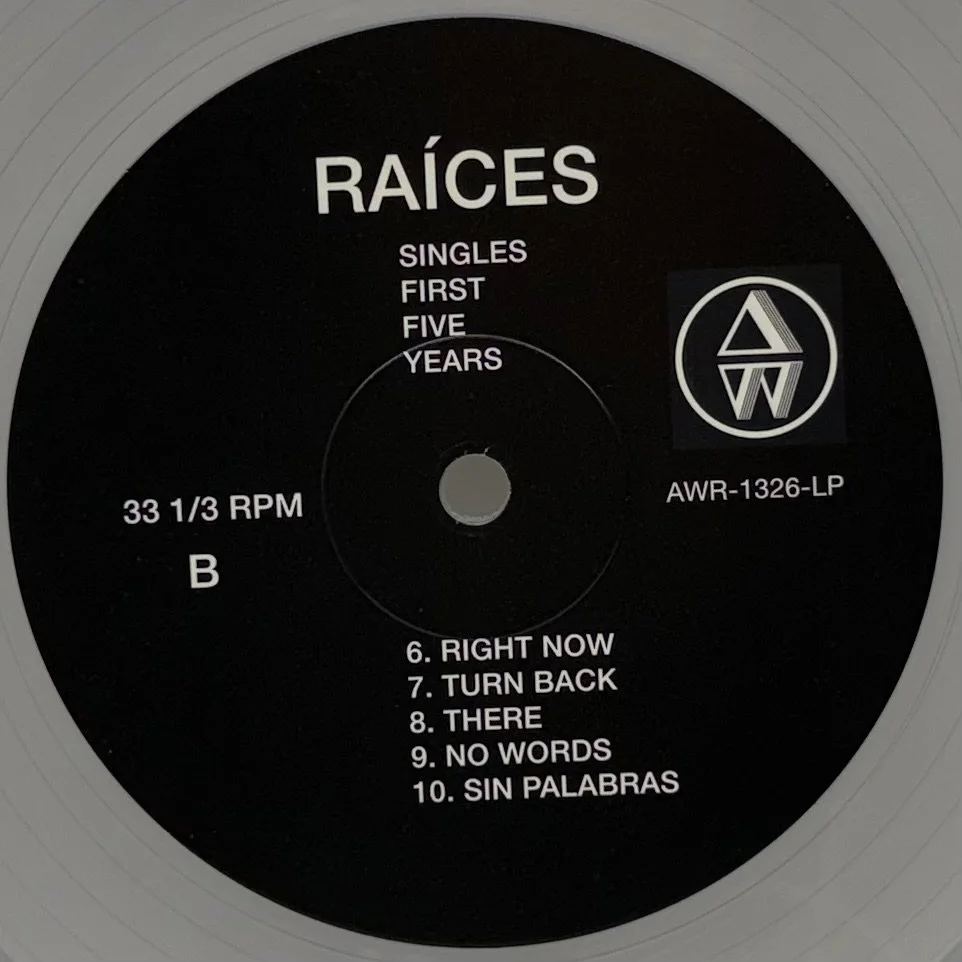 RAÍCES
SINGLES
FIRST
FIVE
YEARS
AW
AWR-1326-LP
33 1/3 RPM
B
6. RIGHT NOW
7. TURN BACK
8. THERE
9. NO WORDS
10. SIN PALABRAS